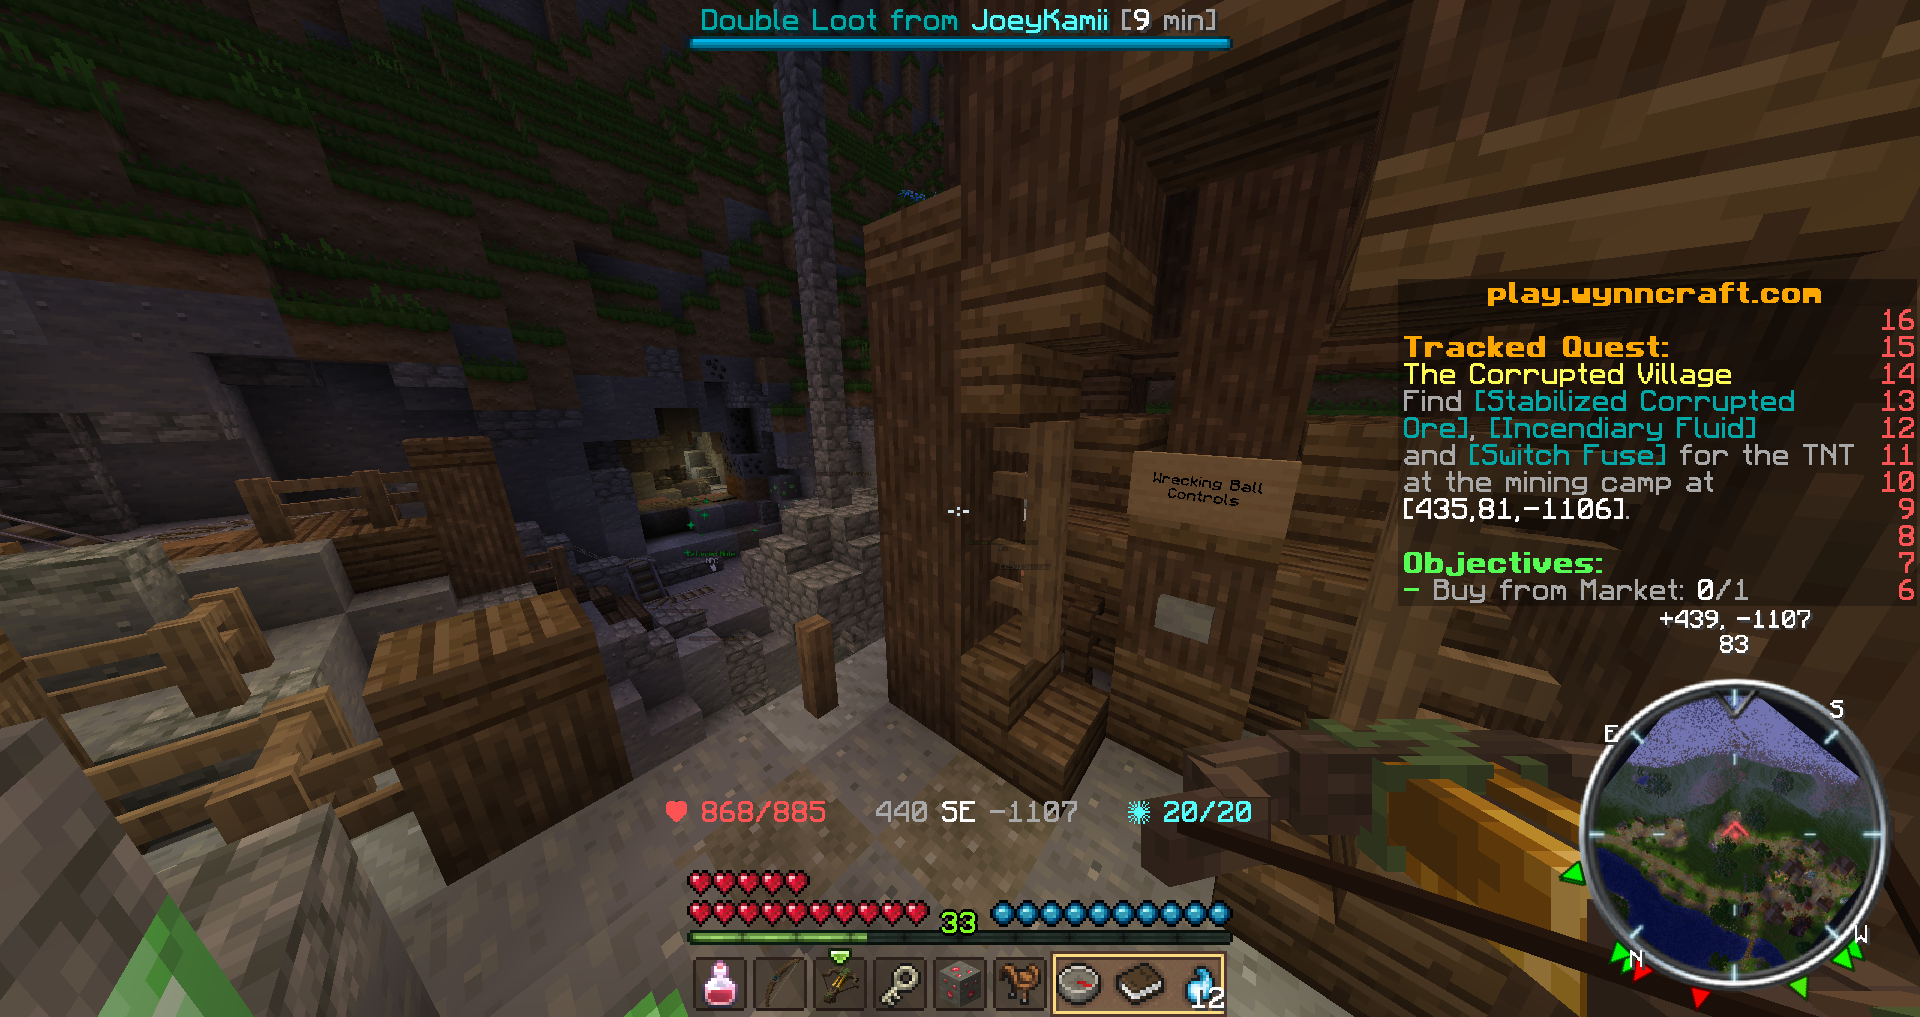 Double Loot from JoeyKamii [9 min]
play.wynncraft.com
16
Tracked Quest: 15
The Corrupted Village 14
Find [Stabilized Corrupted 13
Ore], [Incendiary Fluid] 12
and [Switch Fuse] for the TNT 11
at the mining camp at 10
[435,81,-1106]. 9
8
Objectives: 7
- Buy from Market: 0/1 6
+439, -1107
83
Wrecking Ball
Controls
S
E
W
N
868/885 440 SE -1107 20/20
33
12